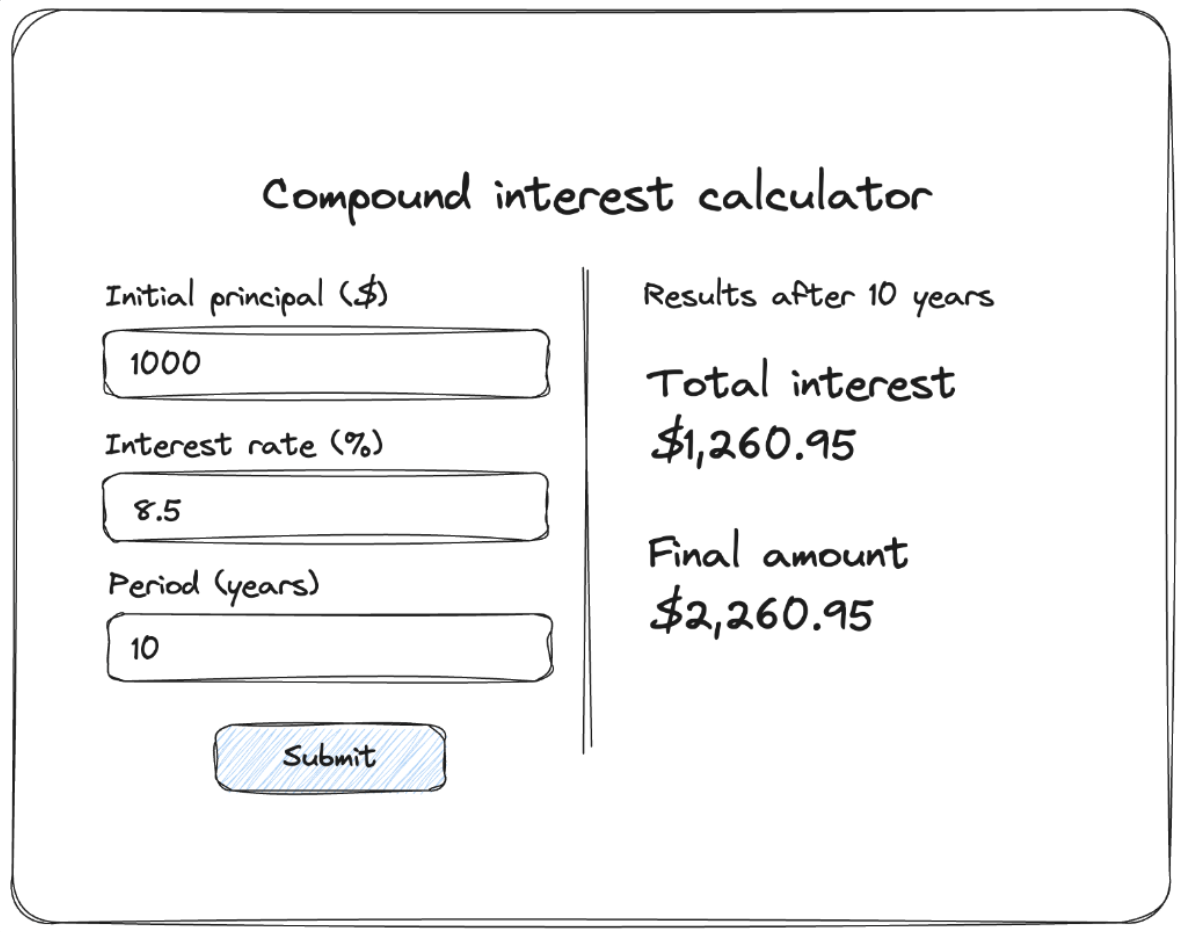 Compound interest calculator
Initial principal ($)
1000
Interest rate (%)
8.5
Period (years)
10
Submit
Results after 10 years
Total interest
$1,260.95
Final amount
$2,260.95